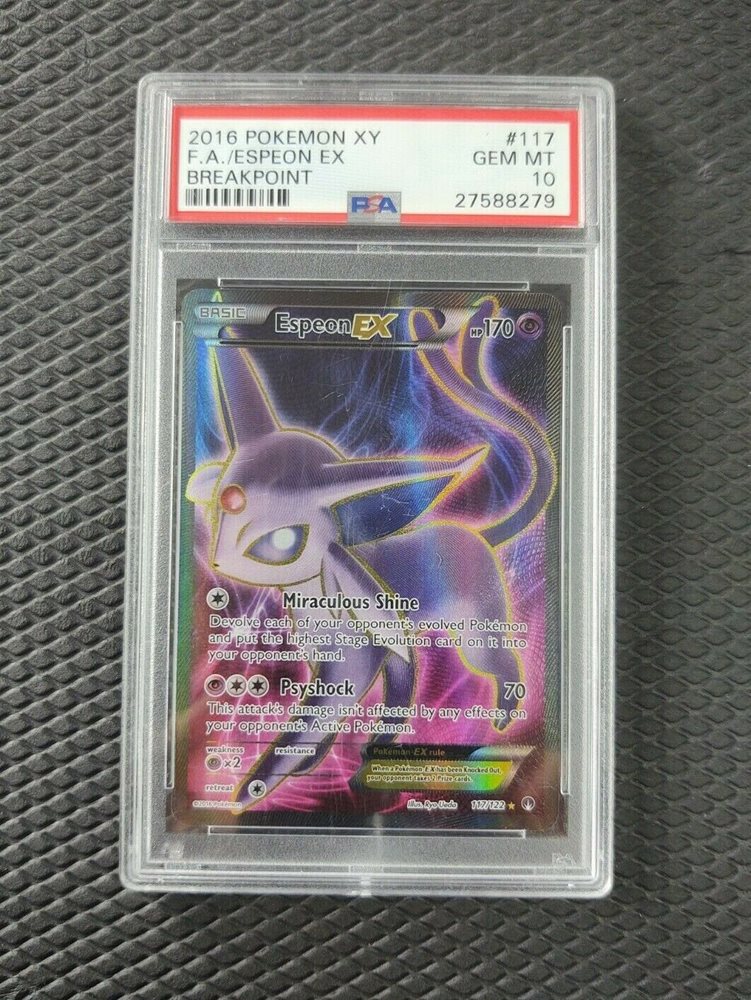 2016 POKEMON XY #117
F.A./ESPEON EX GEM MT
BREAKPOINT 10
PSA 27588279
BASIC Espeon EX HP170
Miraculous Shine
Devolve each of your opponent's evolved Pokémon
and put the highest Stage Evolution card on it into
your opponent's hand.
Psyshock 70
This attack's damage isn't affected by any effects on
your opponent's Active Pokémon.
weakness resistance
×2
Pokémon-EX rule
When a Pokémon-EX has been Knocked Out,
your opponent takes 2 Prize cards.
retreat
©2016 Pokémon Illus. Ryo Ueda 117/122